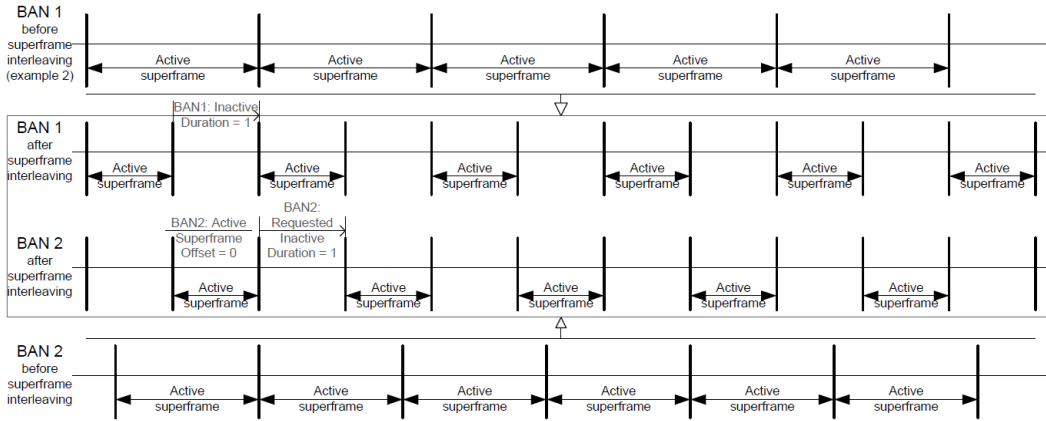 BAN 1
before
superframe
interleaving
(example 2)
Active
superframe
Active
superframe
Active
superframe
Active
superframe
Active
superframe
BAN1: Inactive
Duration = 1
BAN 1
after
superframe
interleaving
Active
superframe
Active
superframe
Active
superframe
Active
superframe
Active
superframe
Active
superframe
BAN2: Active
Superframe
Offset = 0
BAN2:
Requested
Inactive
Duration = 1
BAN 2
after
superframe
interleaving
Active
superframe
Active
superframe
Active
superframe
Active
superframe
Active
superframe
BAN 2
before
superframe
interleaving
Active
superframe
Active
superframe
Active
superframe
Active
superframe
Active
superframe
Active
superframe